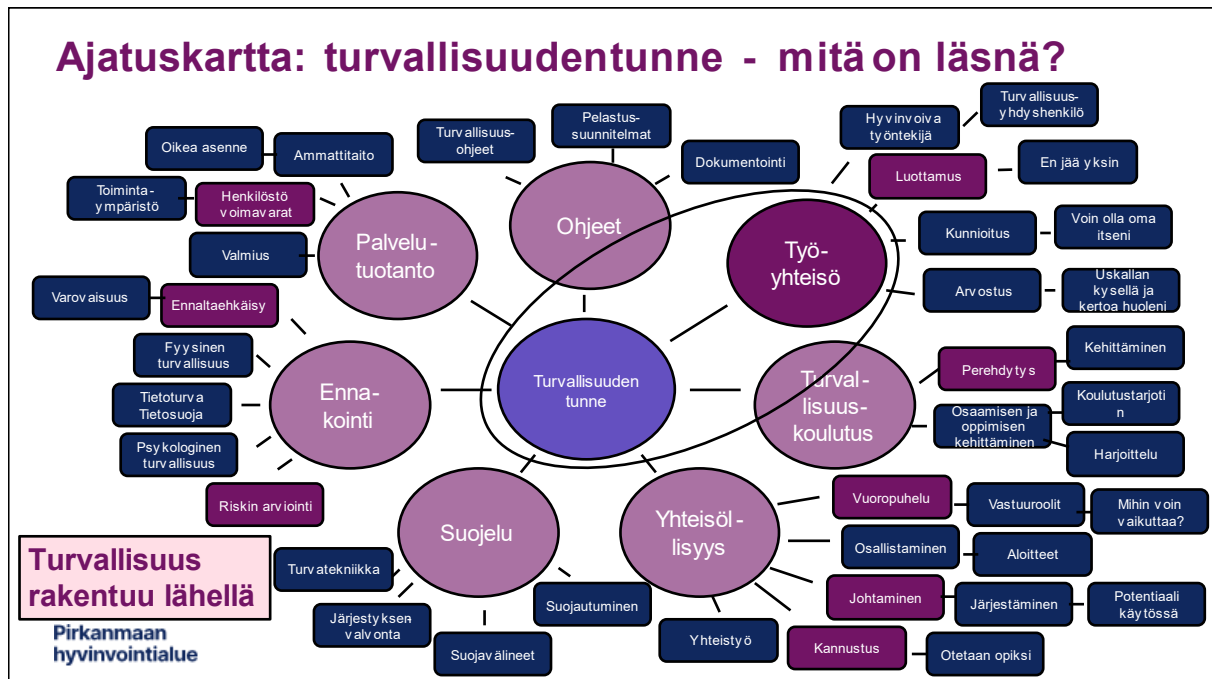 Ajatuskartta: turvallisuudentunne - mitä on läsnä?
Oikea asenne
Ammattitaito
Toiminta-
ympäristö
Henkilöstö
voimavarat
Valmius
Palvelu-
tuotanto
Turvallisuus-
ohjeet
Pelastus-
suunnitelmat
Dokumentointi
Ohjeet
Hyvinvoiva
työntekijä
Turvallisuus-
yhdyshenkilö
Luottamus
En jää yksin
Kunnioitus
Voin olla oma
itseni
Arvostus
Uskallan
kysellä ja
kertoa huoleni
Työ-
yhteisö
Varovaisuus
Ennaltaehkäisy
Fyysinen
turvallisuus
Tietoturva
Tietosuoja
Psykologinen
turvallisuus
Riskin arviointi
Enna-
kointi
Turvallisuuden
tunne
Turval-
lisuus-
koulutus
Perehdytys
Kehittäminen
Osaamisen ja
oppimisen
kehittäminen
Koulutustarjoti
n
Harjoittelu
Suojelu
Turvatekniikka
Järjestyksen-
valvonta
Suojavälineet
Suojautuminen
Yhteisöl-
lisyys
Vuoropuhelu
Vastuuroolit
Mihin voin
vaikuttaa?
Osallistaminen
Aloitteet
Johtaminen
Järjestäminen
Potentiaali
käytössä
Yhteistyö
Kannustus
Otetaan opiksi
Turvallisuus
rakentuu lähellä
Pirkanmaan
hyvinvointialue